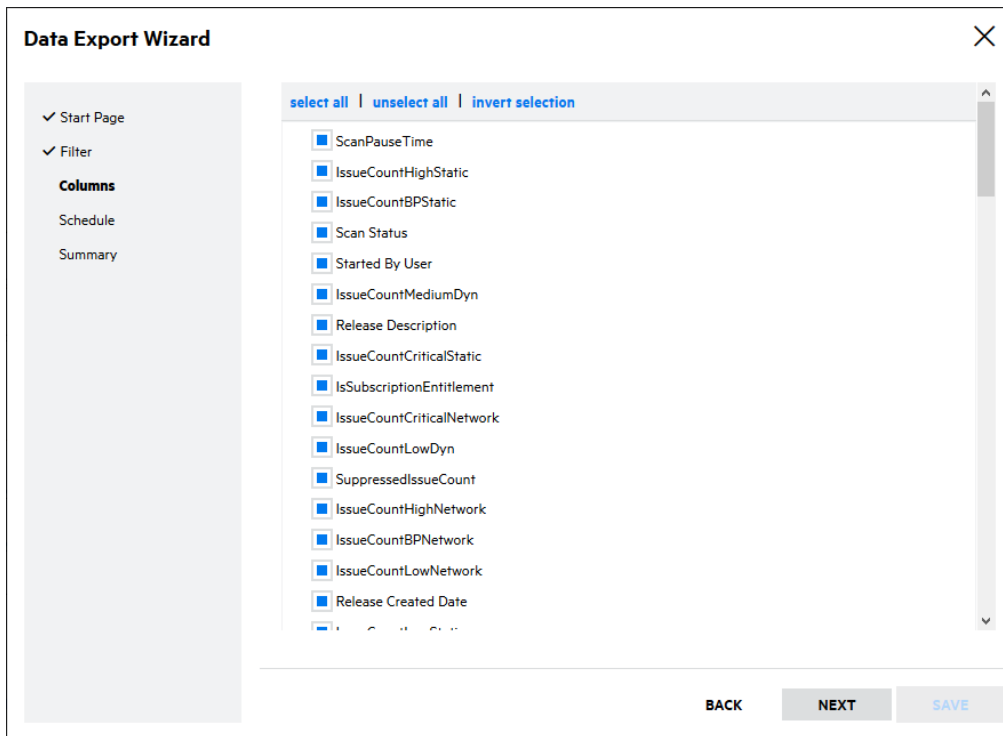 Data Export Wizard
Start Page
Filter
Columns
Schedule
Summary
select all | unselect all | invert selection
ScanPauseTime
IssueCountHighStatic
IssueCountBPStatic
Scan Status
Started By User
IssueCountMediumDyn
Release Description
IssueCountCriticalStatic
IsSubscriptionEntitlement
IssueCountCriticalNetwork
IssueCountLowDyn
SuppressedIssueCount
IssueCountHighNetwork
IssueCountBPNetwork
IssueCountLowNetwork
Release Created Date
BACK NEXT SAVE